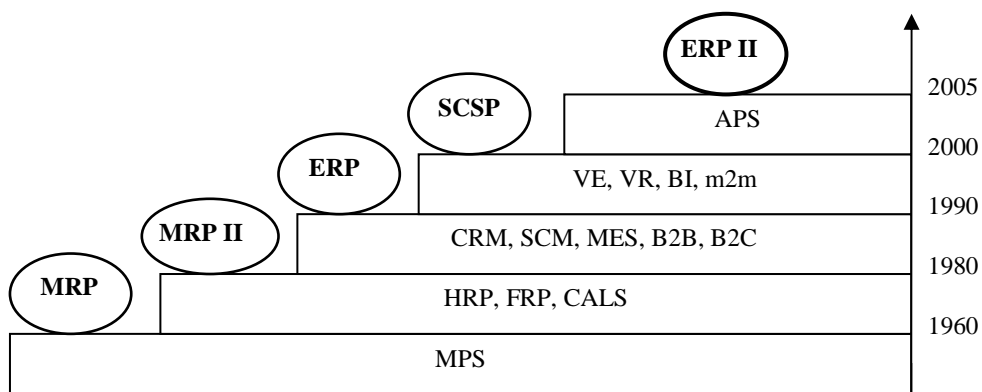 ERP II
2005
SCSP
APS
2000
ERP
VE, VR, BI, m2m
1990
MRP II
CRM, SCM, MES, B2B, B2C
1980
MRP
HRP, FRP, CALS
1960
MPS